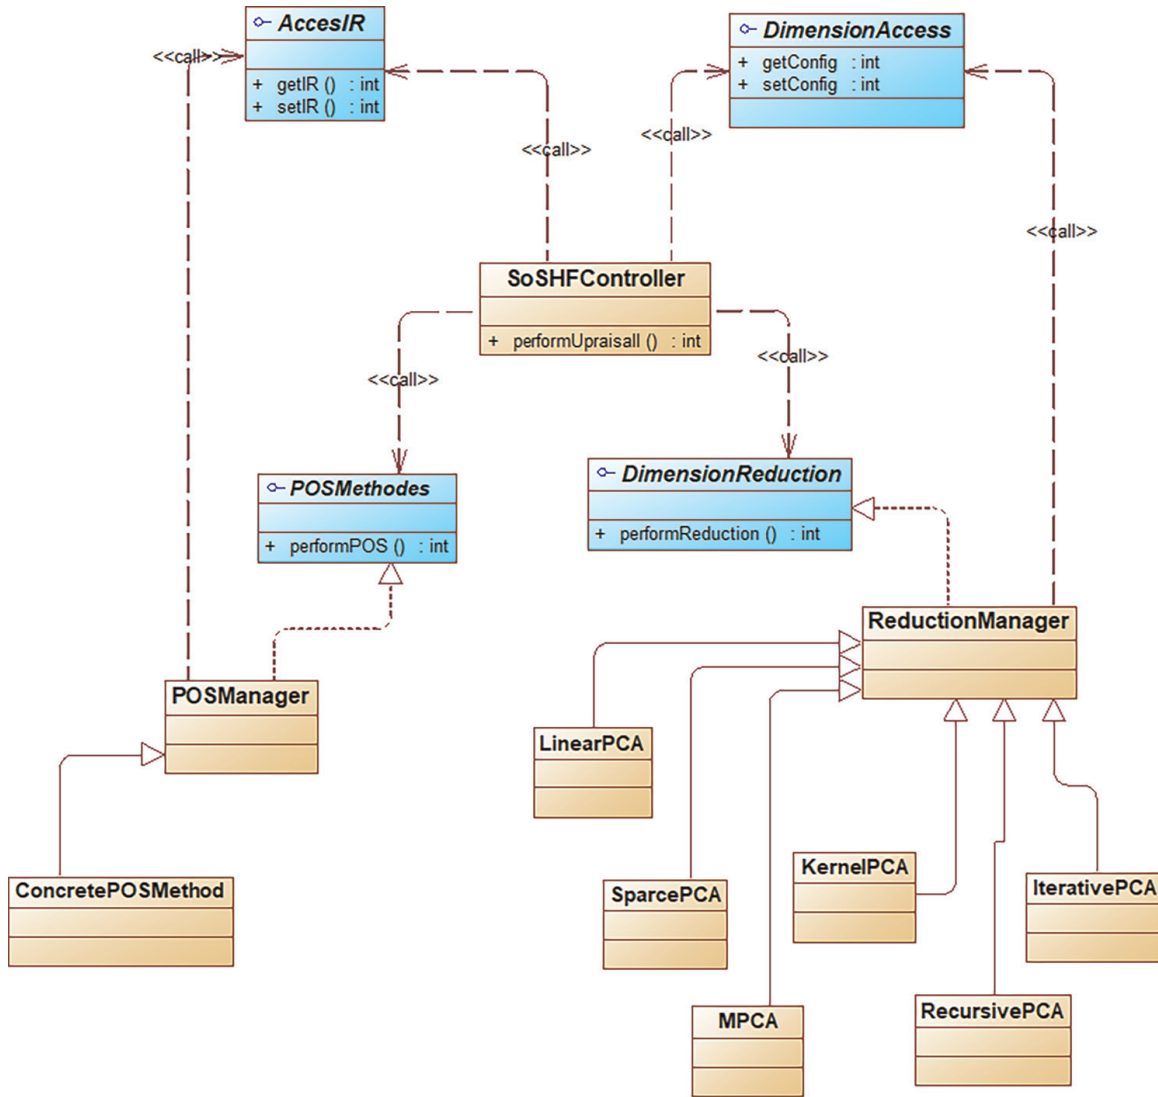 AccesIR
+ getIR () : int
+ setIR () : int
DimensionAccess
+ getConfig : int
+ setConfig : int
<<call>>
<<call>>
<<call>>
<<call>>
SoSHFController
+ performUpraisall () : int
<<call>>
<<call>>
POSMethodes
+ performPOS () : int
DimensionReduction
+ performReduction () : int
ReductionManager
POSManager
LinearPCA
ConcretePOSMethod
SparcePCA
KernelPCA
IterativePCA
MPCA
RecursivePCA